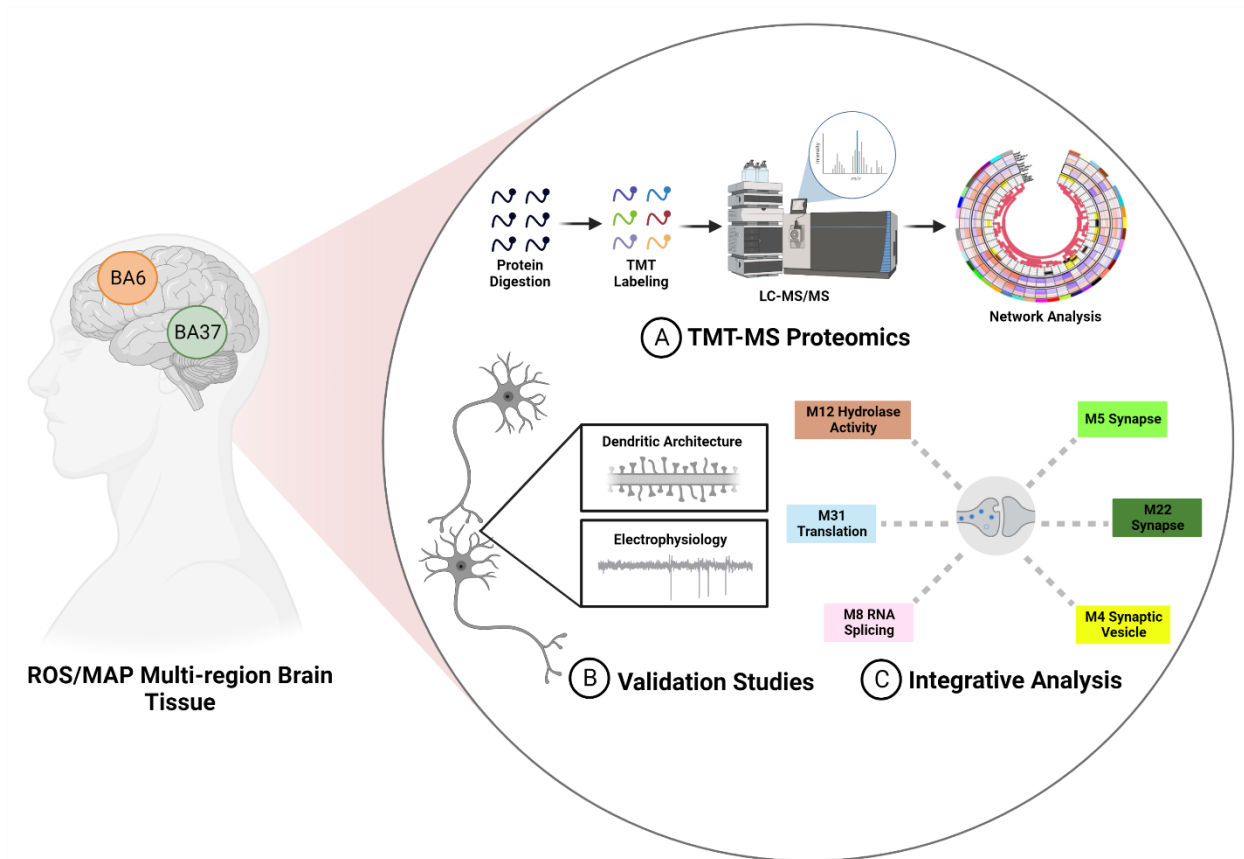 BA6
BA37
ROS/MAP Multi-region Brain
Tissue
Protein
Digestion
TMT
Labeling
Intensity
m/z
LC-MS/MS
Network Analysis
A TMT-MS Proteomics
Dendritic Architecture
Electrophysiology
B Validation Studies
M12 Hydrolase
Activity
M5 Synapse
M31
Translation
M22
Synapse
M8 RNA
Splicing
M4 Synaptic
Vesicle
C Integrative Analysis